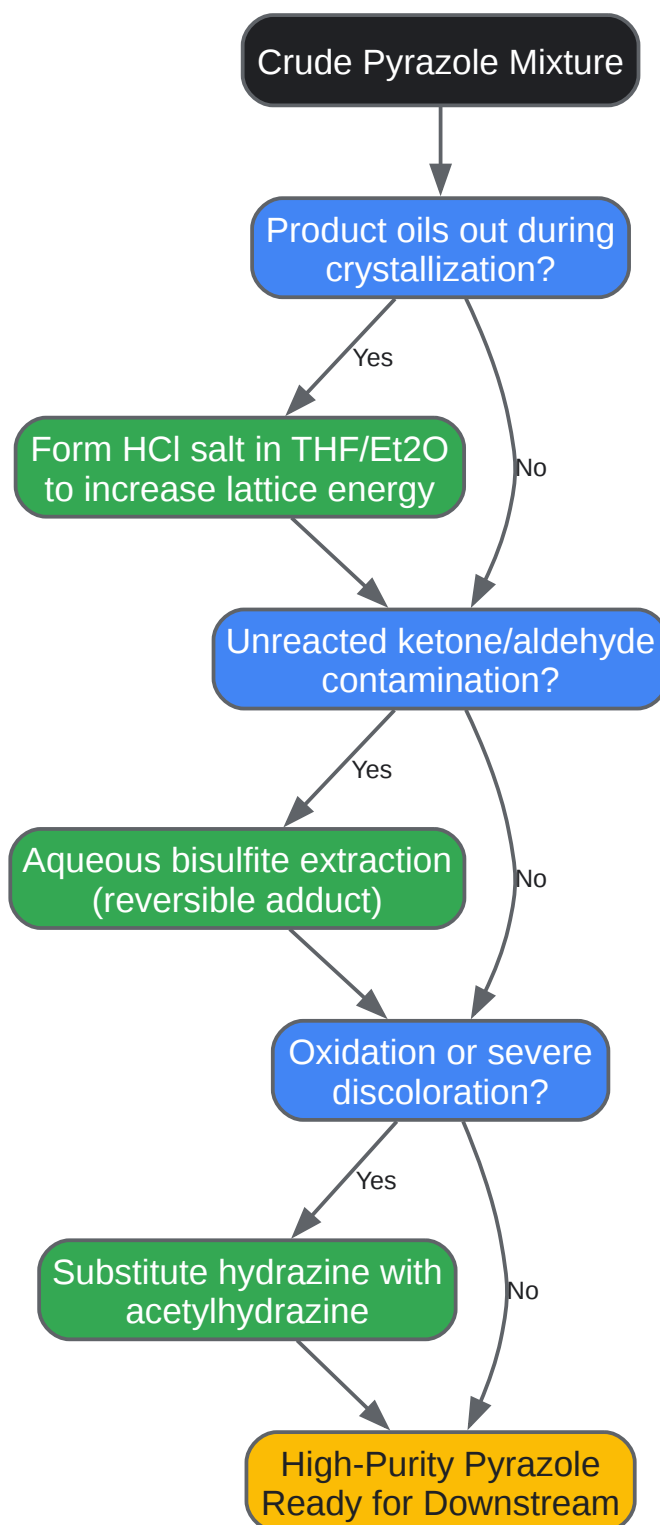 Crude Pyrazole Mixture
Product oils out during
crystallization?
Yes
No
Form HCl salt in THF/Et2O
to increase lattice energy
Unreacted ketone/aldehyde
contamination?
Yes
No
Aqueous bisulfite extraction
(reversible adduct)
Oxidation or severe
discoloration?
Yes
No
Substitute hydrazine with
acetylhydrazine
High-Purity Pyrazole
Ready for Downstream